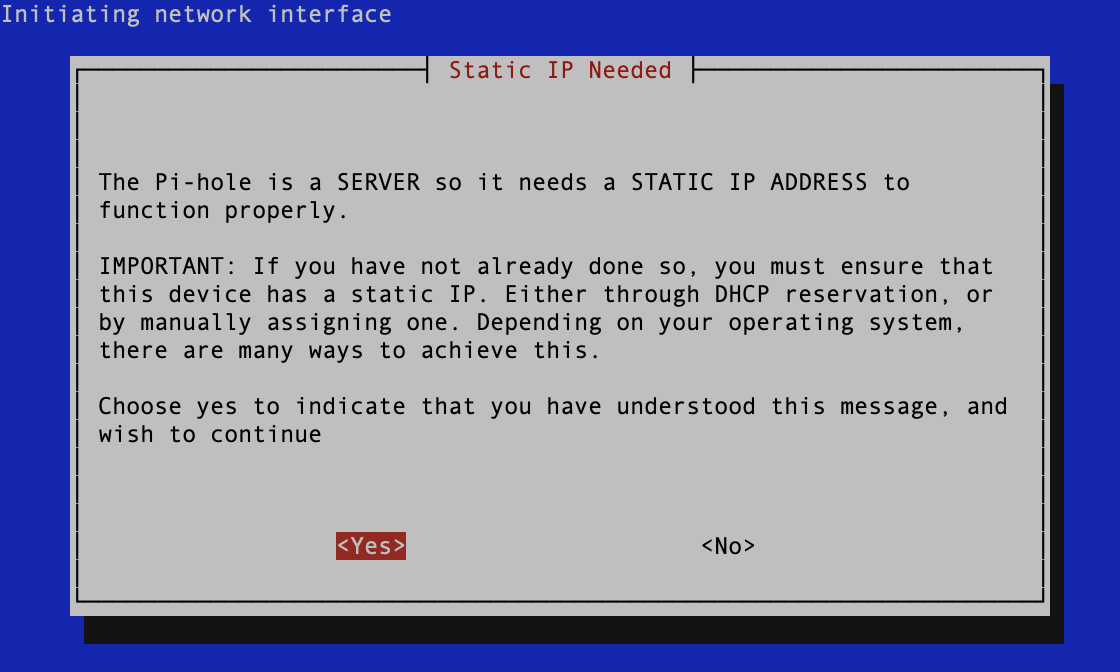 Initiating network interface
Static IP Needed
The Pi-hole is a SERVER so it needs a STATIC IP ADDRESS to
function properly.
IMPORTANT: If you have not already done so, you must ensure that
this device has a static IP. Either through DHCP reservation, or
by manually assigning one. Depending on your operating system,
there are many ways to achieve this.
Choose yes to indicate that you have understood this message, and
wish to continue
<Yes> <No>